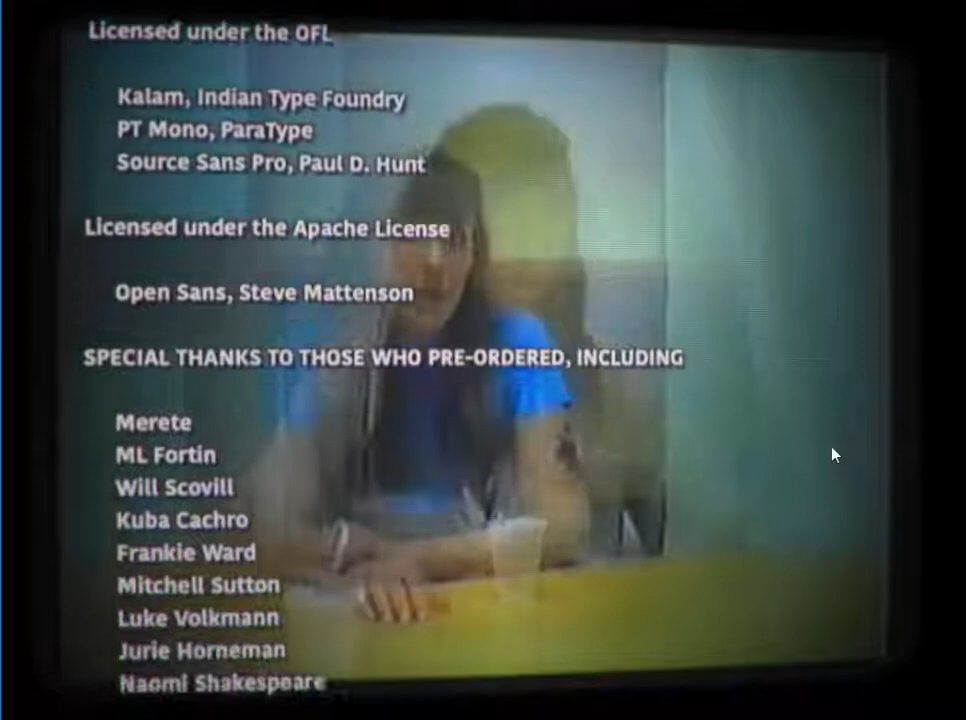 Licensed under the OFL
Kalam, Indian Type Foundry
PT Mono, ParaType
Source Sans Pro, Paul D. Hunt
Licensed under the Apache License
Open Sans, Steve Mattenson
SPECIAL THANKS TO THOSE WHO PRE-ORDERED, INCLUDING
Merete
ML Fortin
Will Scovill
Kuba Cachro
Frankie Ward
Mitchell Sutton
Luke Volkmann
Jurie Horneman
Naomi Shakespeare